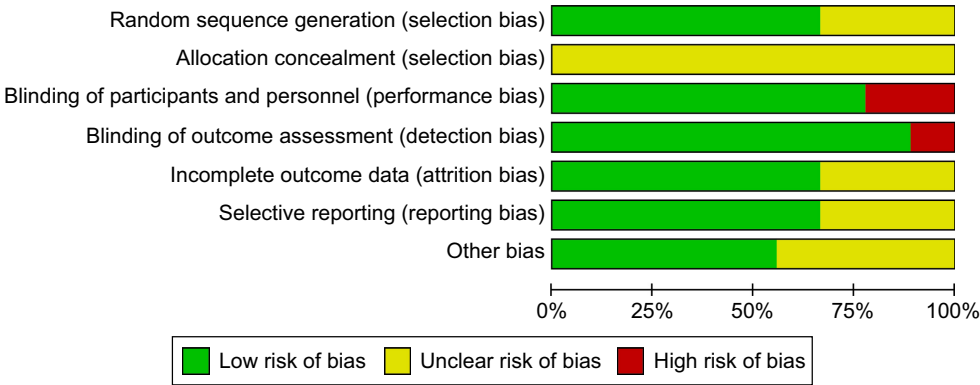 Random sequence generation (selection bias)
Allocation concealment (selection bias)
Blinding of participants and personnel (performance bias)
Blinding of outcome assessment (detection bias)
Incomplete outcome data (attrition bias)
Selective reporting (reporting bias)
Other bias
0% 25% 50% 75% 100%
Low risk of bias Unclear risk of bias High risk of bias